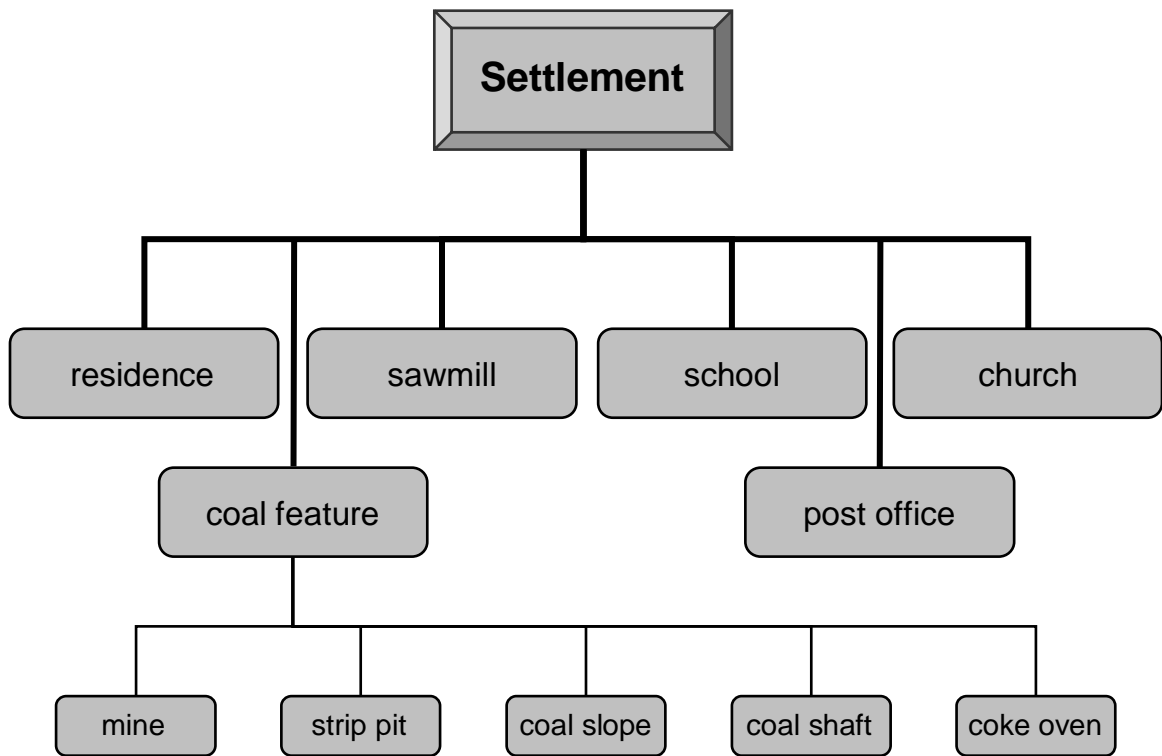 Settlement
residence
sawmill
school
church
coal feature
post office
mine
strip pit
coal slope
coal shaft
coke oven